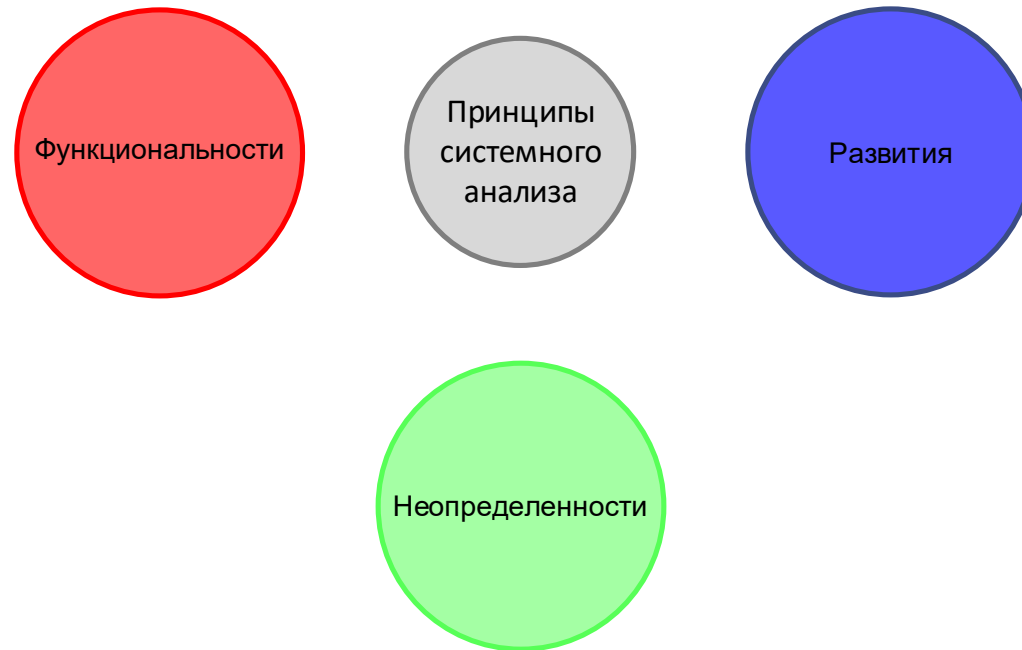 Функциональности
Принципы
системного
анализа
Развития
Неопределенности